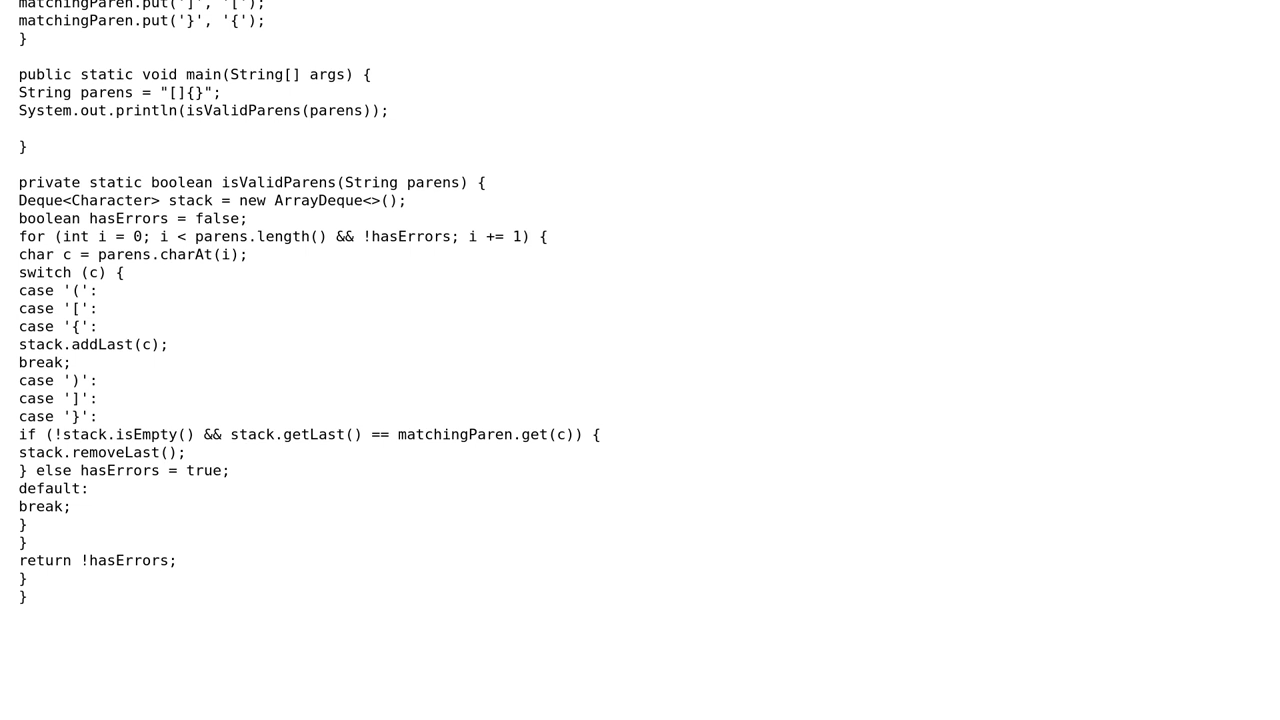 matchingParen.put(']', '[');
matchingParen.put('}', '{');
}
public static void main(String[] args) {
String parens = "[]{}";
System.out.println(isValidParens(parens));
}
private static boolean isValidParens(String parens) {
Deque<Character> stack = new ArrayDeque<>();
boolean hasErrors = false;
for (int i = 0; i < parens.length() && !hasErrors; i += 1) {
char c = parens.charAt(i);
switch (c) {
case '(':
case '[':
case '{':
stack.addLast(c);
break;
case ')':
case ']':
case '}':
if (!stack.isEmpty() && stack.getLast() == matchingParen.get(c)) {
stack.removeLast();
} else hasErrors = true;
default:
break;
}
}
return !hasErrors;
}
}